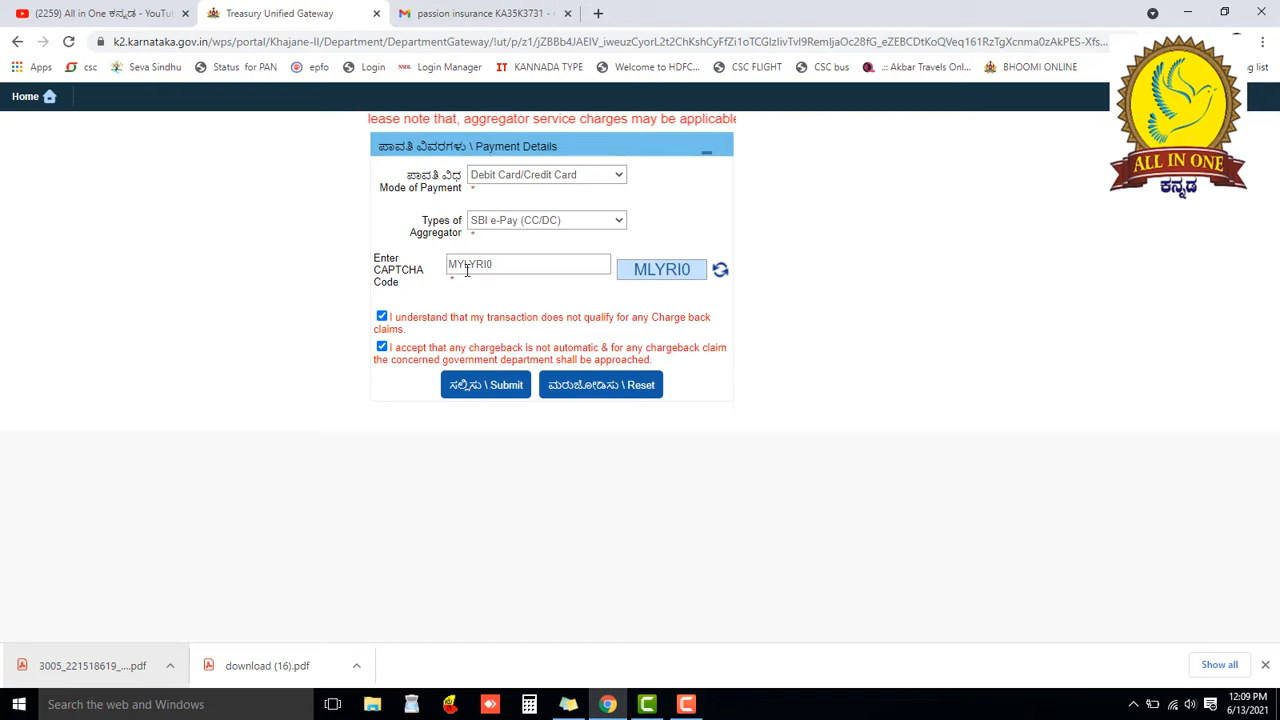 (2259) All in One ಕನ್ನಡ - YouTu
Treasury Unified Gateway
passion insurance KA35K3731 -
k2.karnataka.gov.in/wps/portal/Khajane-II/Department/DepartmentGateway/
Apps
csc
Seva Sindhu
Status for PAN
epfo
Login
NSDL
Login Manager
IT
KANNADA TYPE
Welcome to HDFC...
CSC FLIGHT
CSC bus
.:: Akbar Travels Onl...
BHOOMI ONLINE
ng list
ALL IN ONE
ಕನ್ನಡ
Home
lease note that, aggregator service charges may be applicable
ಪಾವತಿ ವಿವರಗಳು \ Payment Details
ಪಾವತಿ ವಿಧ
Mode of Payment
Debit Card/Credit Card
*
Types of
Aggregator
SBI e-Pay (CC/DC)
*
Enter
CAPTCHA
Code
MYLYRI0
*
MLYRI0
I understand that my transaction does not qualify for any Charge back
claims.
I accept that any chargeback is not automatic & for any chargeback claim
the concerned government department shall be approached.
ಸಲ್ಲಿಸು \ Submit
ಮರುಜೋಡಿಸು \ Reset
3005_221518619_....pdf
download (16).pdf
Show all
Search the web and Windows
12:09 PM
6/13/2021